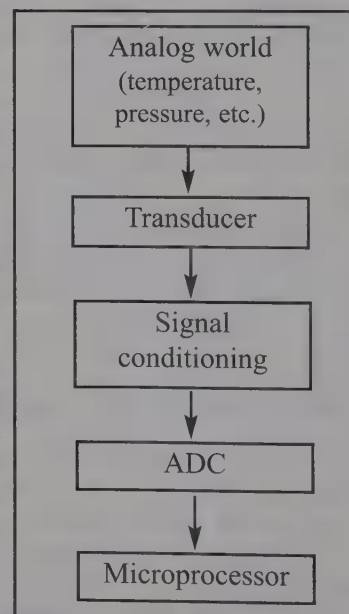 Analog world
(temperature,
pressure, etc.)
Transducer
Signal
conditioning
ADC
Microprocessor